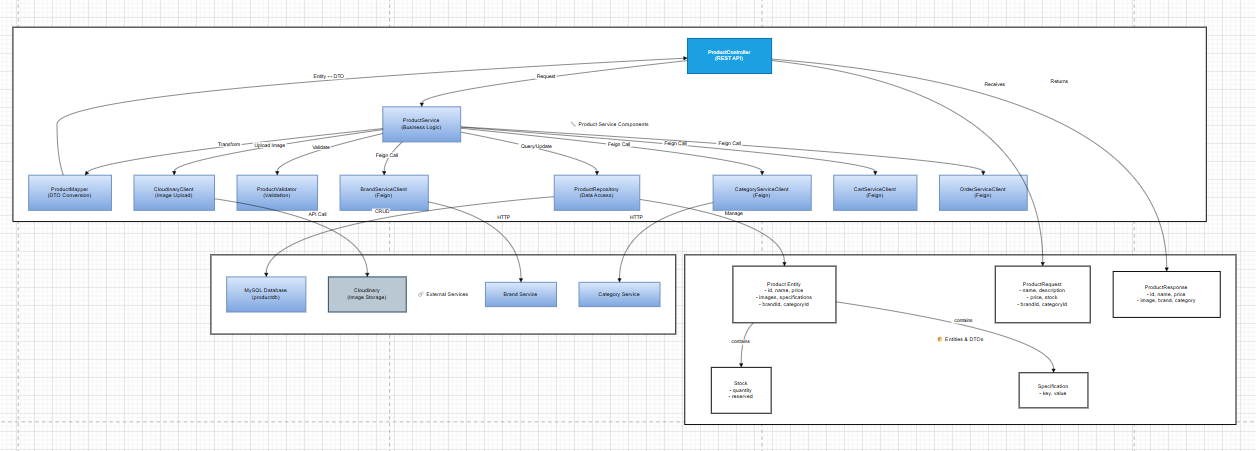 ProductController
(REST API)
Entity ↔ DTO
Request
Receives
Returns
ProductService
(Business Logic)
Product Service Components
Transform
Upload Image
Validate
Feign Call
Query/Update
Feign Call
Feign Call
Feign Call
ProductMapper
(DTO Conversion)
CloudinaryClient
(Image Upload)
ProductValidator
(Validation)
BrandServiceClient
(Feign)
ProductRepository
(Data Access)
CategoryServiceClient
(Feign)
CartServiceClient
(Feign)
OrderServiceClient
(Feign)
API Call
CRUD
HTTP
HTTP
Manage
MySQL Database
(productdb)
Cloudinary
(Image Storage)
External Services
Brand Service
Category Service
Product Entity
- id, name, price
- images, specifications
- brandId, categoryId
ProductRequest
- name, description
- price, stock
- brandId, categoryId
ProductResponse
- id, name, price
- image, brand, category
contains
contains
Entities & DTOs
Stock
- quantity
- reserved
Specification
- key, value